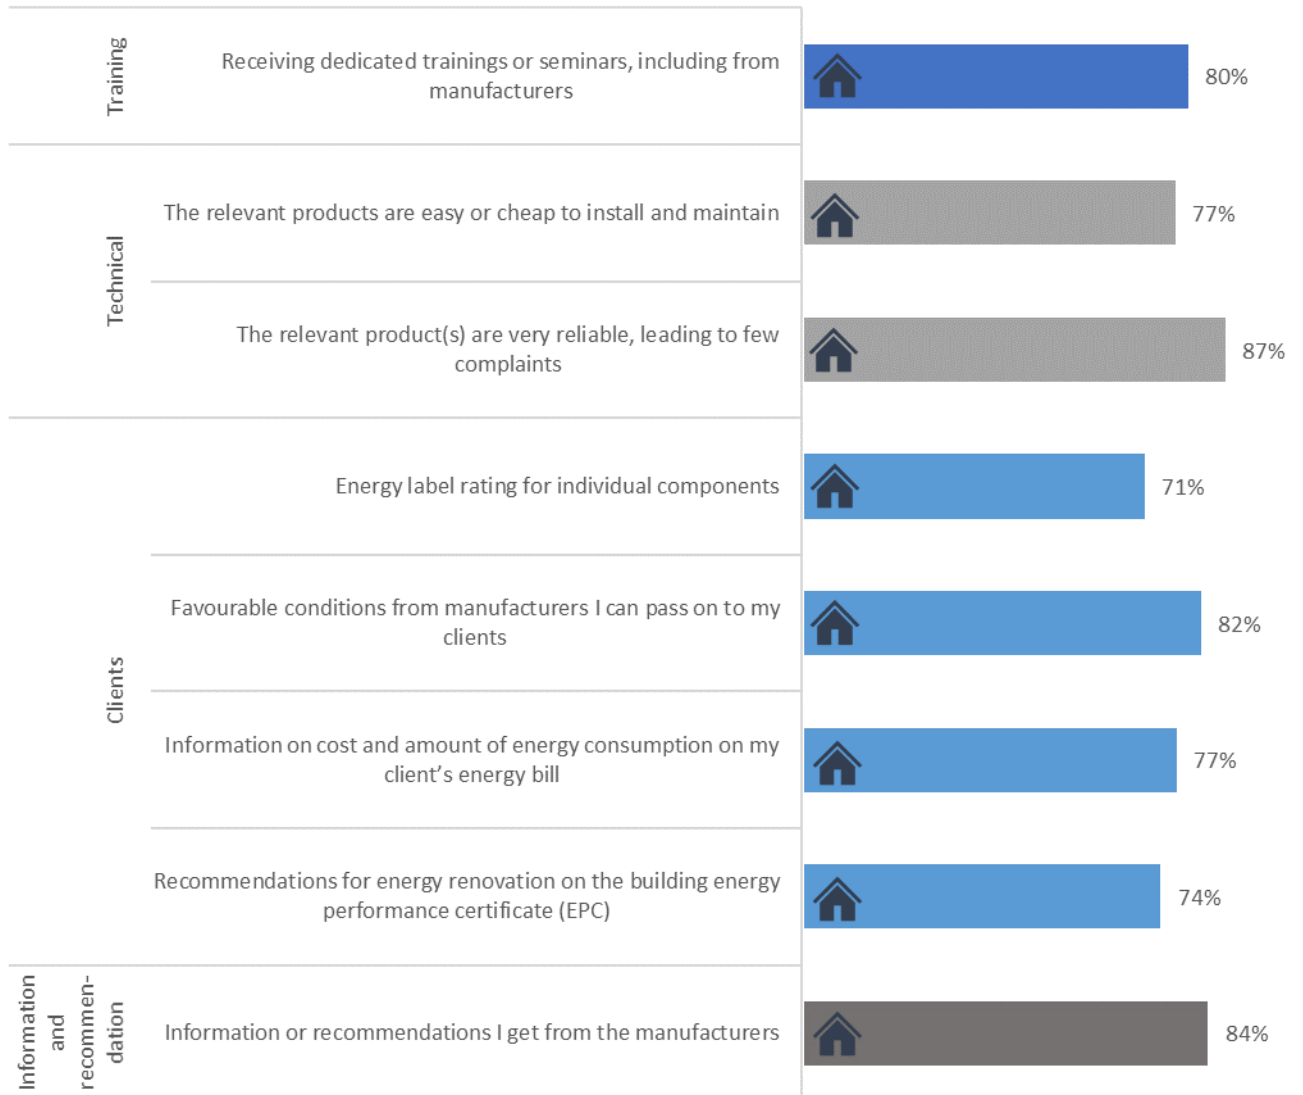 Training
Receiving dedicated trainings or seminars, including from
manufacturers
80%
Technical
The relevant products are easy or cheap to install and maintain
77%
The relevant product(s) are very reliable, leading to few
complaints
87%
Clients
Energy label rating for individual components
71%
Favourable conditions from manufacturers I can pass on to my
clients
82%
Information on cost and amount of energy consumption on my
client’s energy bill
77%
Recommendations for energy renovation on the building energy
performance certificate (EPC)
74%
Information
and
recommen-
dation
Information or recommendations I get from the manufacturers
84%